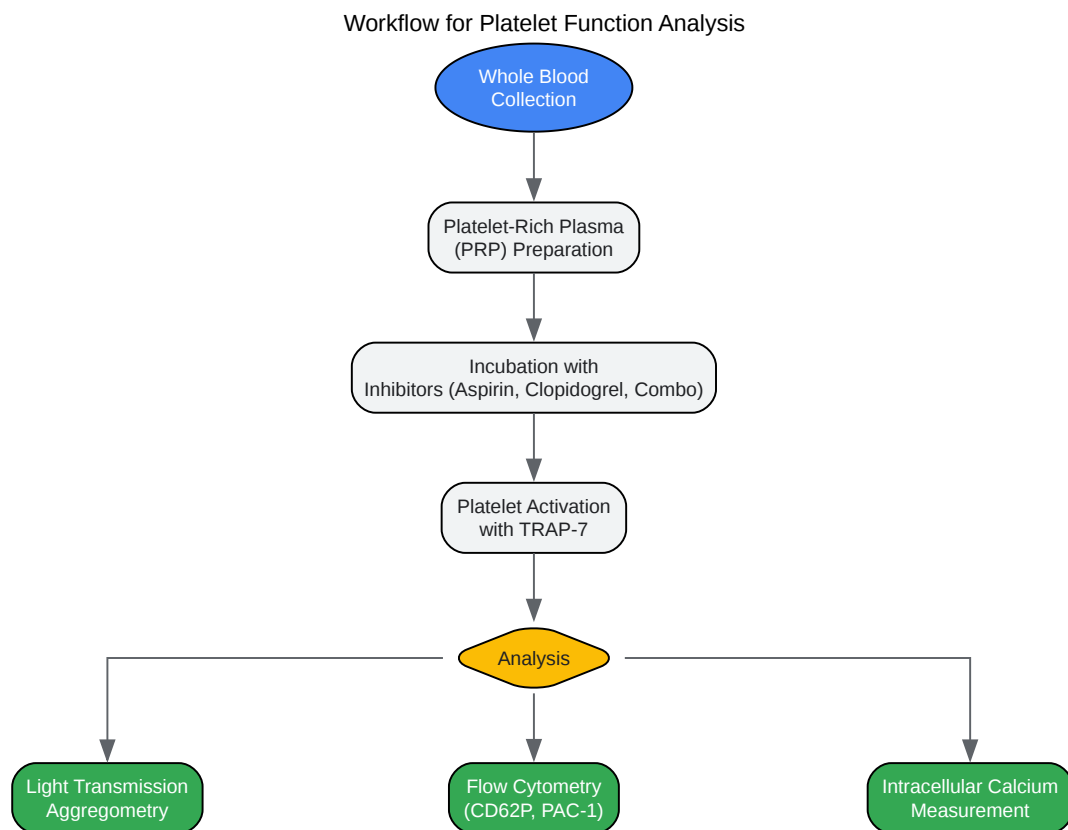 Workflow for Platelet Function Analysis
Whole Blood
Collection
Platelet-Rich Plasma
(PRP) Preparation
Incubation with
Inhibitors (Aspirin, Clopidogrel, Combo)
Platelet Activation
with TRAP-7
Analysis
Light Transmission
Aggregometry
Flow Cytometry
(CD62P, PAC-1)
Intracellular Calcium
Measurement